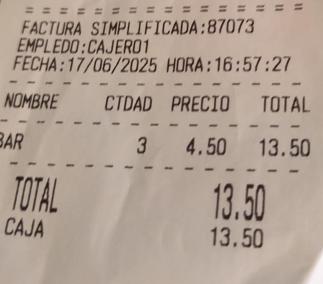 FACTURA SIMPLIFICADA:87073
EMPLEDO:CAJERO1
FECHA:17/06/2025 HORA:16:57:27
NOMBRE CTDAD PRECIO TOTAL
BAR 3 4.50 13.50
TOTAL 13.50
CAJA 13.50